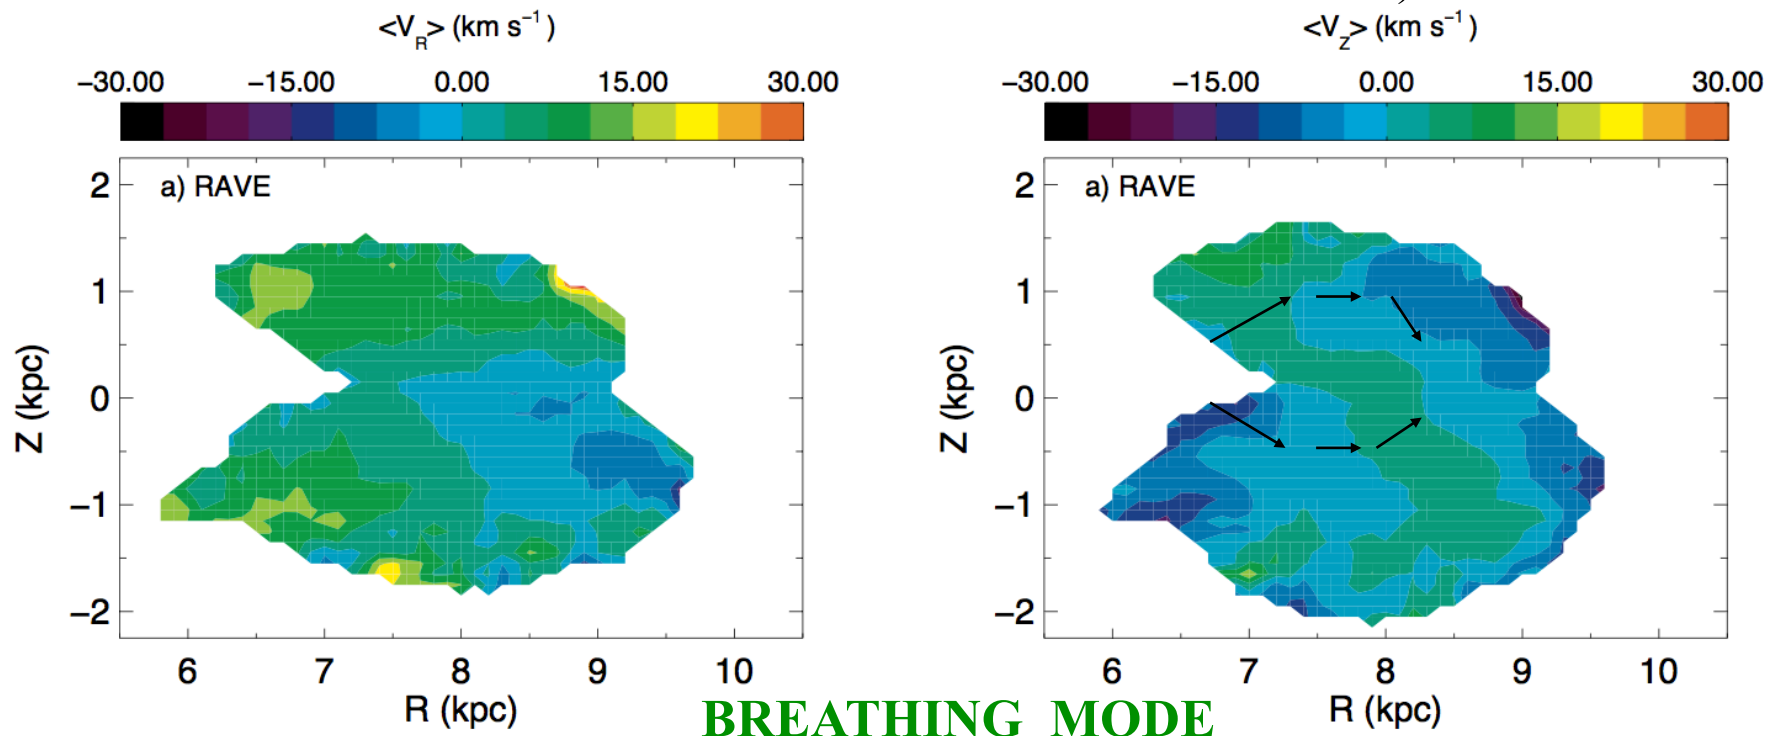 <V_R> (km s⁻¹)
−30.00 −15.00 0.00 15.00 30.00
a) RAVE
2
1
0
−1
−2
Z (kpc)
6 7 8 9 10
R (kpc)
<V_Z> (km s⁻¹)
−30.00 −15.00 0.00 15.00 30.00
a) RAVE
2
1
0
−1
−2
Z (kpc)
6 7 8 9 10
R (kpc)
BREATHING MODE